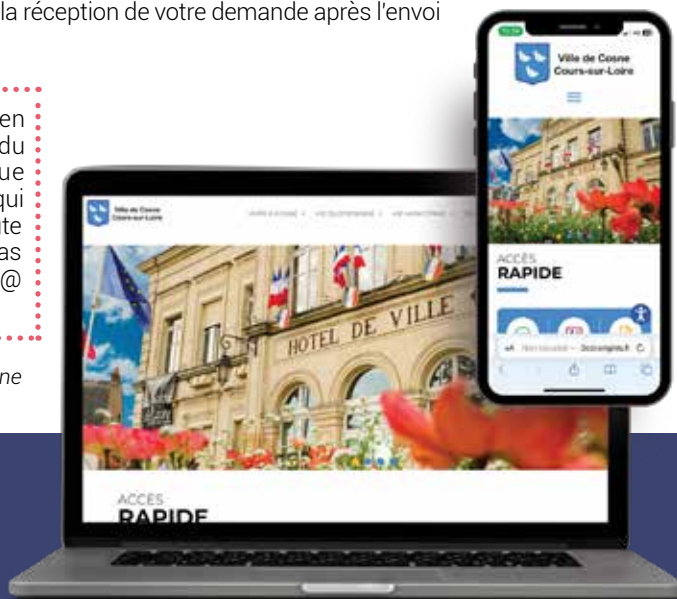 la réception de votre demande après l'envoi
en
du
ue
qui
te
as
@
ne
Ville de Cosne
Cours-sur-Loire
ACCÈS
RAPIDE
Ville de Cosne
Cours-sur-Loire
HOTEL DE VILLE
ACCÈS
RAPIDE